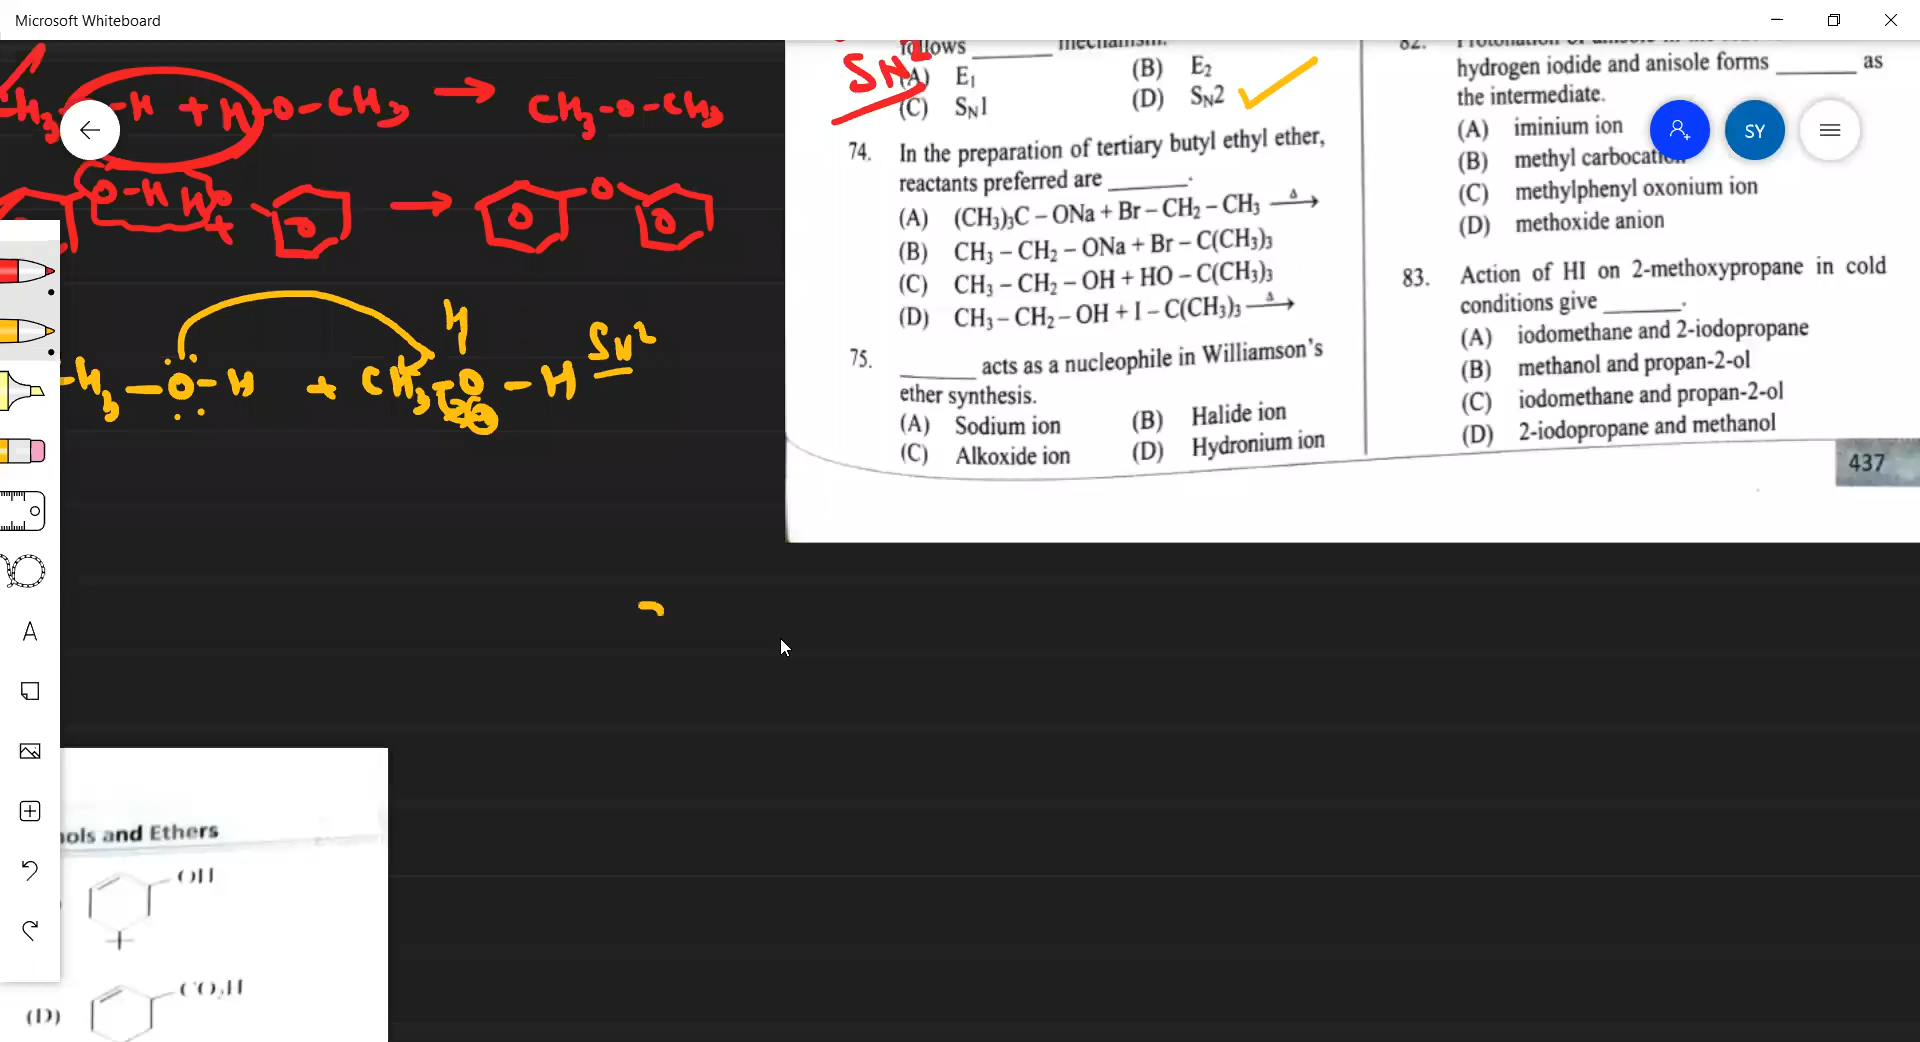 Microsoft Whiteboard
CH3 -H + H-O-CH3 → CH3-O-CH3
O-H H O
SN2
follows ______ mechanism.
(A) E1 (B) E2
(C) SN1 (D) SN2
74. In the preparation of tertiary butyl ethyl ether,
reactants preferred are ______.
(A) (CH3)3C – ONa + Br – CH2 – CH3 —Δ→
(B) CH3 – CH2 – ONa + Br – C(CH3)3
(C) CH3 – CH2 – OH + HO – C(CH3)3
(D) CH3 – CH2 – OH + I – C(CH3)3 —Δ→
75. ______ acts as a nucleophile in Williamson's
ether synthesis.
(A) Sodium ion (B) Halide ion
(C) Alkoxide ion (D) Hydronium ion
82.
hydrogen iodide and anisole forms ______ as
the intermediate.
(A) iminium ion
(B) methyl carbocation
(C) methylphenyl oxonium ion
(D) methoxide anion
83. Action of HI on 2-methoxypropane in cold
conditions give ______.
(A) iodomethane and 2-iodopropane
(B) methanol and propan-2-ol
(C) iodomethane and propan-2-ol
(D) 2-iodopropane and methanol
437
SY
H
H3-O-H + CH3-O-H SN2
A
ols and Ethers
OH
CO2H
(D)